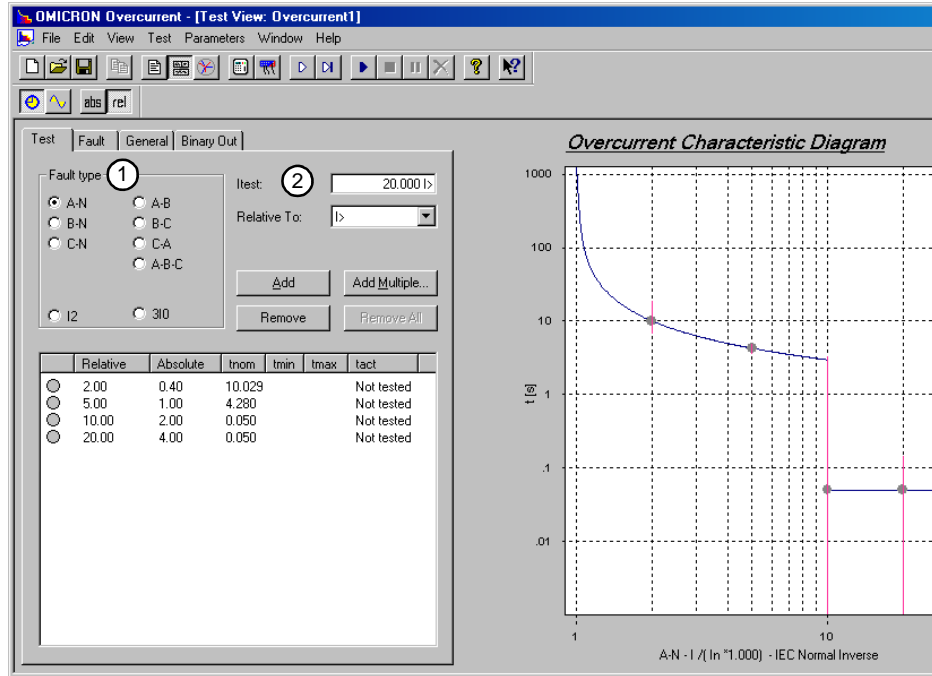 OMICRON Overcurrent - [Test View: Overcurrent1]
File Edit View Test Parameters Window Help
abs rel
Test Fault General Binary Out
Fault type 1
A-N A-B
B-N B-C
C-N C-A
A-B-C
I2 3I0
Itest: 2 20.000 I>
Relative To: I>
Add Add Multiple...
Remove Remove All
Relative Absolute tnom tmin tmax tact
2.00 0.40 10.029 Not tested
5.00 1.00 4.280 Not tested
10.00 2.00 0.050 Not tested
20.00 4.00 0.050 Not tested
Overcurrent Characteristic Diagram
1000
100
10
1
.1
.01
t [s]
1 10
A-N - I /( In *1.000) - IEC Normal Inverse